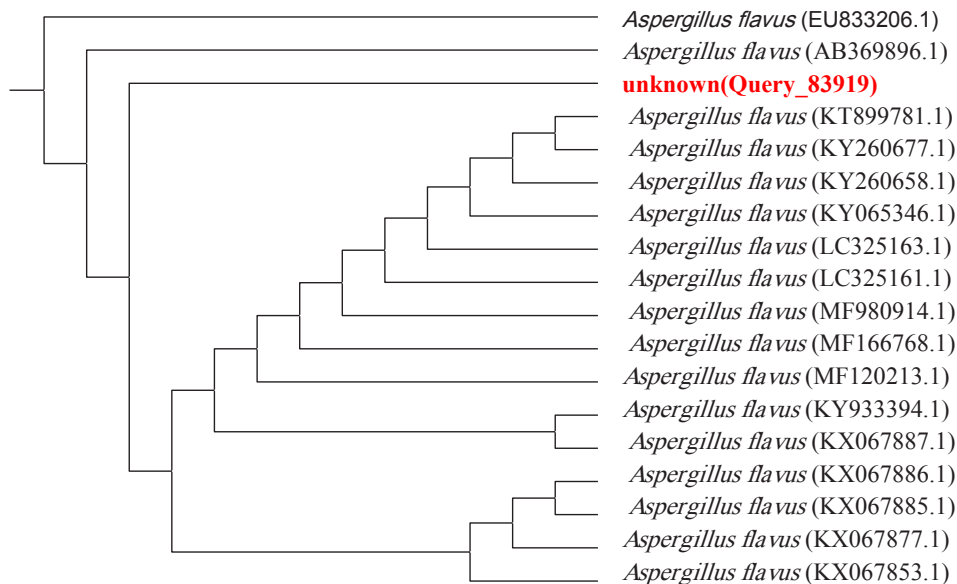 Aspergillus flavus (EU833206.1)
Aspergillus flavus (AB369896.1)
unknown(Query_83919)
Aspergillus flavus (KT899781.1)
Aspergillus flavus (KY260677.1)
Aspergillus flavus (KY260658.1)
Aspergillus flavus (KY065346.1)
Aspergillus flavus (LC325163.1)
Aspergillus flavus (LC325161.1)
Aspergillus flavus (MF980914.1)
Aspergillus flavus (MF166768.1)
Aspergillus flavus (MF120213.1)
Aspergillus flavus (KY933394.1)
Aspergillus flavus (KX067887.1)
Aspergillus flavus (KX067886.1)
Aspergillus flavus (KX067885.1)
Aspergillus flavus (KX067877.1)
Aspergillus flavus (KX067853.1)